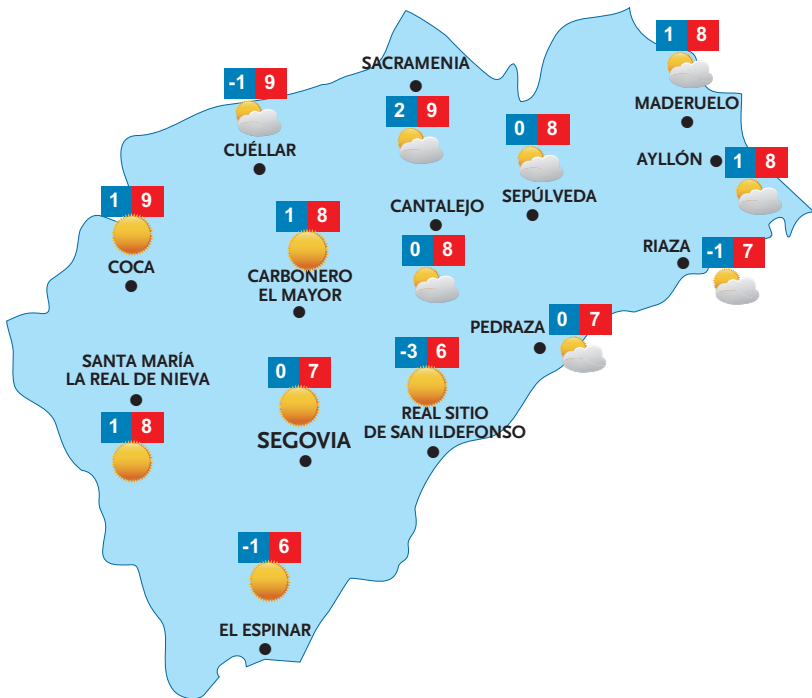 1 8
SACRAMENIA
-1 9
MADERUELO
2 9
0 8
CUÉLLAR
AYLLÓN
1 8
SEPÚLVEDA
1 9
CANTALEJO
1 8
RIAZA
-1 7
0 8
COCA
CARBONERO
EL MAYOR
0 7
PEDRAZA
-3 6
SANTA MARÍA
LA REAL DE NIEVA
0 7
REAL SITIO
DE SAN ILDEFONSO
1 8
SEGOVIA
-1 6
EL ESPINAR